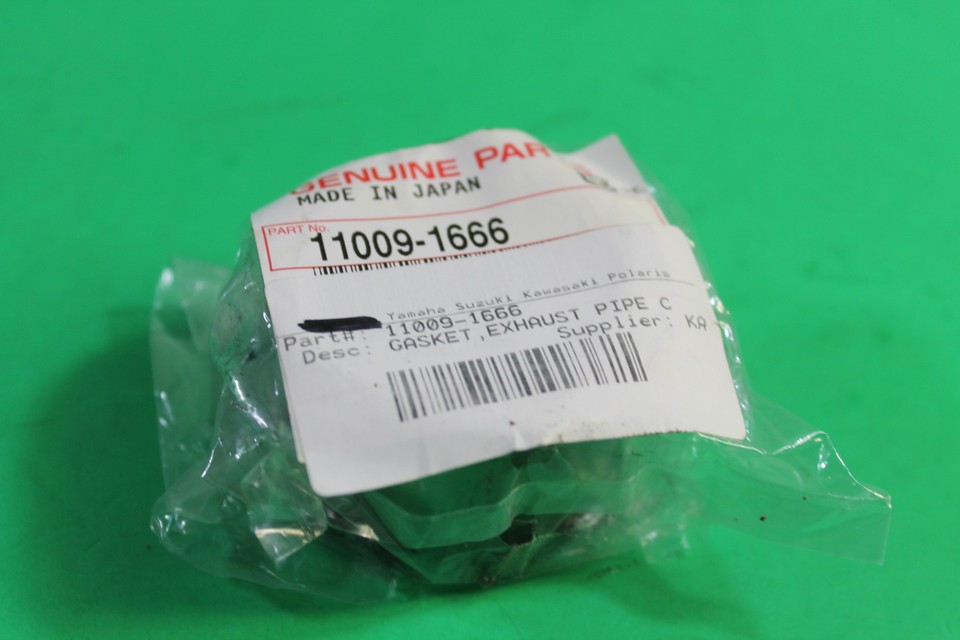 GENUINE PAR
MADE IN JAPAN
PART No.
11009-1666
Yamaha Suzuki Kawasaki Polaris
Part#: 11009-1666
Desc: GASKET,EXHAUST PIPE C
Supplier: KA